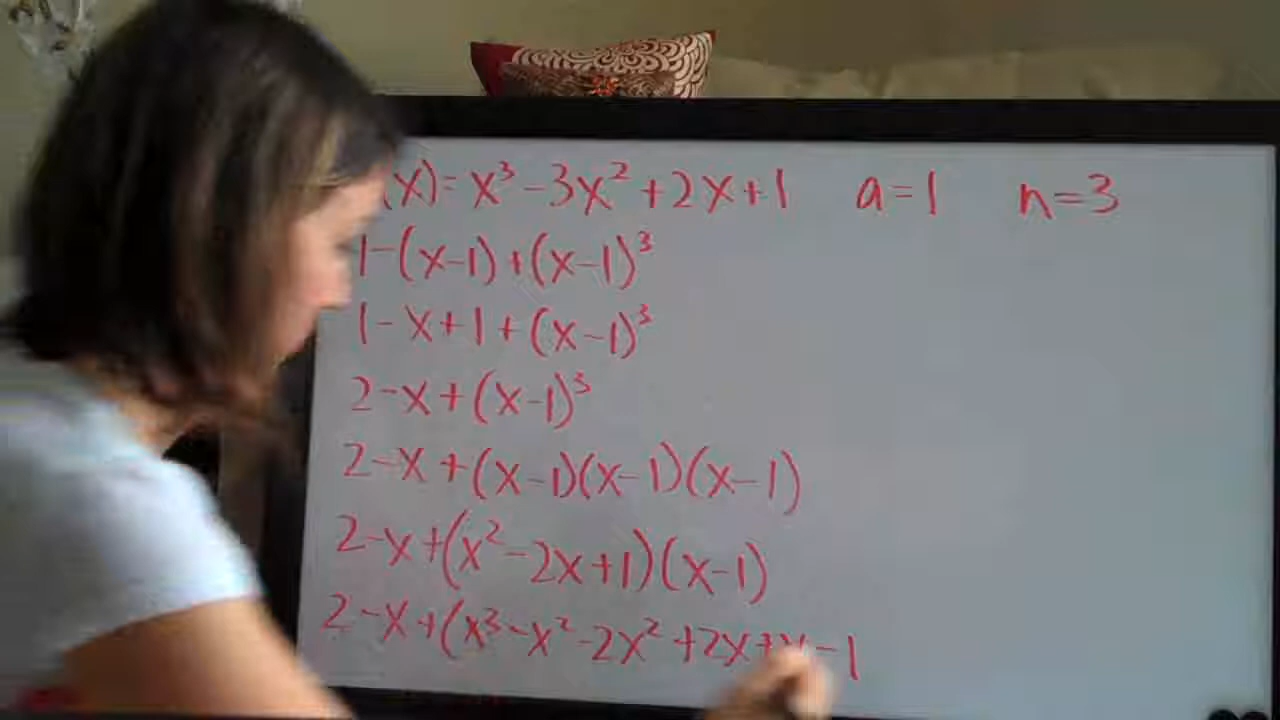 (x)=x³-3x²+2x+1 a=1 n=3
1-(x-1)+(x-1)³
1-x+1+(x-1)³
2-x+(x-1)³
2-x+(x-1)(x-1)(x-1)
2-x+(x²-2x+1)(x-1)
2-x+(x³-x²-2x²+2x+x-1